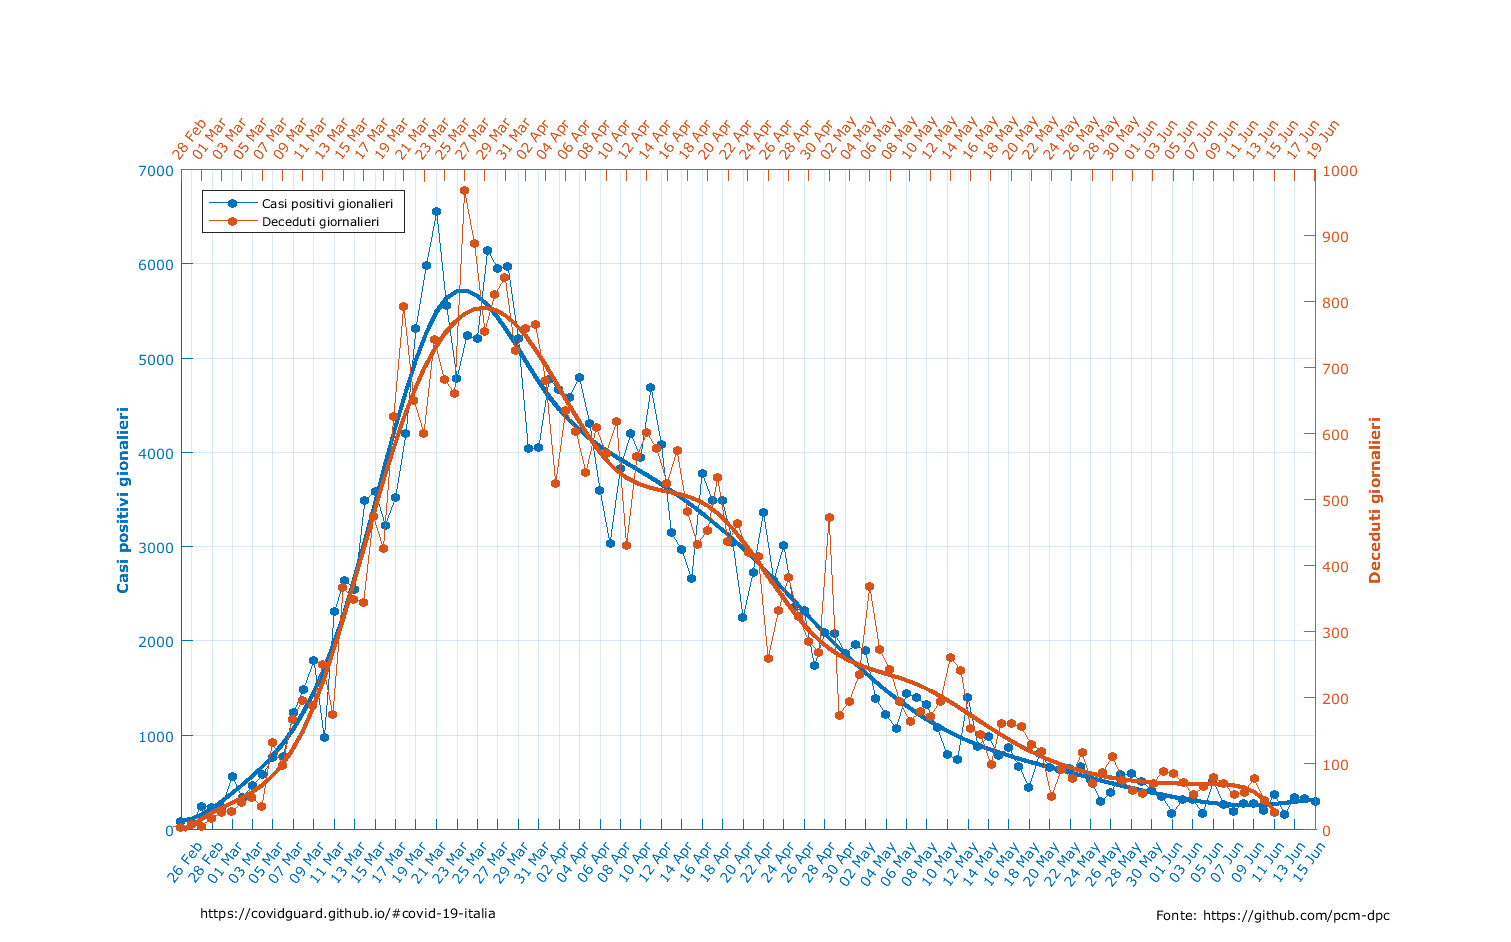 28 Feb 01 Mar 03 Mar 05 Mar 07 Mar 09 Mar 11 Mar 13 Mar 15 Mar 17 Mar 19 Mar 21 Mar 23 Mar 25 Mar 27 Mar 29 Mar 31 Mar 02 Apr 04 Apr 06 Apr 08 Apr 10 Apr 12 Apr 14 Apr 16 Apr 18 Apr 20 Apr 22 Apr 24 Apr 26 Apr 28 Apr 30 Apr 02 May 04 May 06 May 08 May 10 May 12 May 14 May 16 May 18 May 20 May 22 May 24 May 26 May 28 May 30 May 01 Jun 03 Jun 05 Jun 07 Jun 09 Jun 11 Jun 13 Jun 15 Jun 17 Jun 19 Jun
Casi positivi gionalieri
Deceduti giornalieri
7000
6000
5000
4000
3000
2000
1000
0
Casi positivi gionalieri
1000
900
800
700
600
500
400
300
200
100
0
Deceduti giornalieri
26 Feb 28 Feb 01 Mar 03 Mar 05 Mar 07 Mar 09 Mar 11 Mar 13 Mar 15 Mar 17 Mar 19 Mar 21 Mar 23 Mar 25 Mar 27 Mar 29 Mar 31 Mar 02 Apr 04 Apr 06 Apr 08 Apr 10 Apr 12 Apr 14 Apr 16 Apr 18 Apr 20 Apr 22 Apr 24 Apr 26 Apr 28 Apr 30 Apr 02 May 04 May 06 May 08 May 10 May 12 May 14 May 16 May 18 May 20 May 22 May 24 May 26 May 28 May 30 May 01 Jun 03 Jun 05 Jun 07 Jun 09 Jun 11 Jun 13 Jun 15 Jun
https://covidguard.github.io/#covid-19-italia
Fonte: https://github.com/pcm-dpc